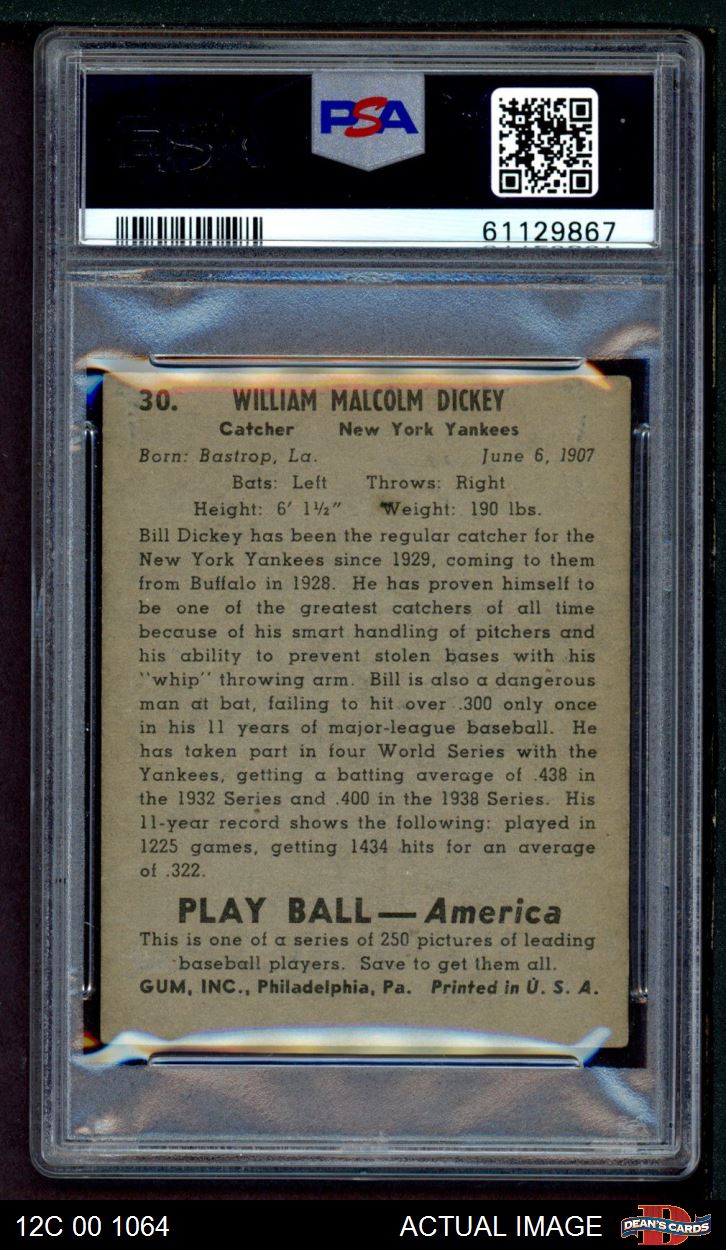 PSA
61129867
30. WILLIAM MALCOLM DICKEY
Catcher New York Yankees
Born: Bastrop, La. June 6, 1907
Bats: Left Throws: Right
Height: 6' 1½" Weight: 190 lbs.
Bill Dickey has been the regular catcher for the
New York Yankees since 1929, coming to them
from Buffalo in 1928. He has proven himself to
be one of the greatest catchers of all time
because of his smart handling of pitchers and
his ability to prevent stolen bases with his
"whip" throwing arm. Bill is also a dangerous
man at bat, failing to hit over .300 only once
in his 11 years of major-league baseball. He
has taken part in four World Series with the
Yankees, getting a batting average of .438 in
the 1932 Series and .400 in the 1938 Series. His
11-year record shows the following: played in
1225 games, getting 1434 hits for an average
of .322.
PLAY BALL—America
This is one of a series of 250 pictures of leading
baseball players. Save to get them all.
GUM, INC., Philadelphia, Pa. Printed in U. S. A.
12C 00 1064 ACTUAL IMAGE DEAN'S CARDS